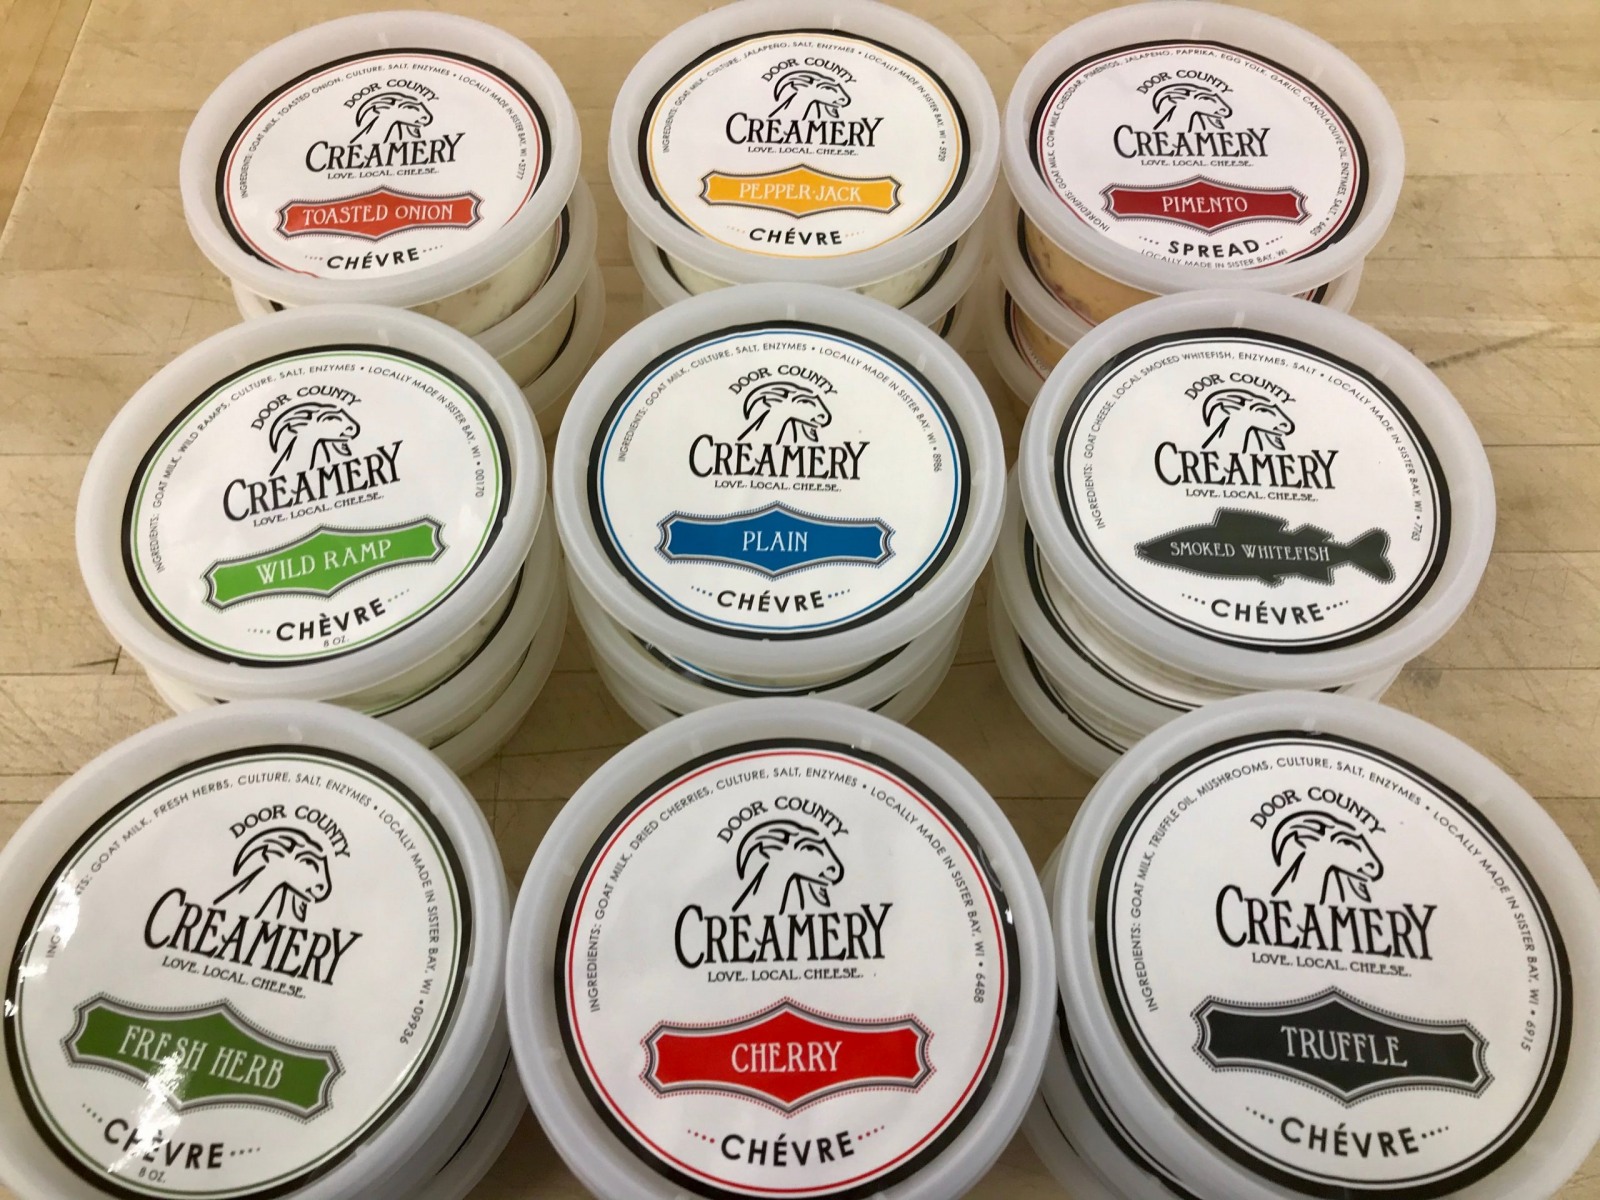 INGREDIENTS: GOAT MILK, TOASTED ONION, CULTURE, SALT, ENZYMES • LOCALLY MADE IN SISTER BAY, WI • 3777
DOOR COUNTY
CREAMERY
LOVE. LOCAL. CHEESE.
TOASTED ONION
CHÉVRE
INGREDIENTS: GOAT MILK, CULTURE, JALAPEÑO, SALT, ENZYMES • LOCALLY MADE IN SISTER BAY, WI • 5929
DOOR COUNTY
CREAMERY
LOVE. LOCAL. CHEESE.
PEPPER-JACK
CHÉVRE
INGREDIENTS: GOAT MILK, COW MILK CHEDDAR, PIMENTOS, JALAPENO, PAPRIKA, EGG YOLK, GARLIC, CANOLA/OLIVE OIL, ENZYMES, SALT • 6405
DOOR COUNTY
CREAMERY
LOVE. LOCAL. CHEESE.
PIMENTO
SPREAD
LOCALLY MADE IN SISTER BAY, WI
INGREDIENTS: GOAT MILK, WILD RAMPS, CULTURE, SALT, ENZYMES • LOCALLY MADE IN SISTER BAY, WI • 00170
DOOR COUNTY
CREAMERY
LOVE. LOCAL. CHEESE.
WILD RAMP
CHÈVRE
8 OZ.
INGREDIENTS: GOAT MILK, CULTURE, SALT, ENZYMES • LOCALLY MADE IN SISTER BAY, WI • 8986
DOOR COUNTY
CREAMERY
LOVE. LOCAL. CHEESE.
PLAIN
CHÉVRE
INGREDIENTS: GOAT CHEESE, LOCAL SMOKED WHITEFISH, ENZYMES, SALT • LOCALLY MADE IN SISTER BAY, WI • 7763
DOOR COUNTY
CREAMERY
LOVE. LOCAL. CHEESE.
SMOKED WHITEFISH
CHÉVRE
GOAT MILK, FRESH HERBS, CULTURE, SALT, ENZYMES • LOCALLY MADE IN SISTER BAY, WI • 09936
DOOR COUNTY
CREAMERY
LOVE. LOCAL. CHEESE.
FRESH HERB
CHÈVRE
8 OZ.
INGREDIENTS: GOAT MILK, DRIED CHERRIES, CULTURE, SALT, ENZYMES • LOCALLY MADE IN SISTER BAY, WI • 6488
DOOR COUNTY
CREAMERY
LOVE. LOCAL. CHEESE.
CHERRY
CHÉVRE
INGREDIENTS: GOAT MILK, TRUFFLE OIL, MUSHROOMS, CULTURE, SALT, ENZYMES • LOCALLY MADE IN SISTER BAY, WI • 6915
DOOR COUNTY
CREAMERY
LOVE. LOCAL. CHEESE.
TRUFFLE
CHÉVRE